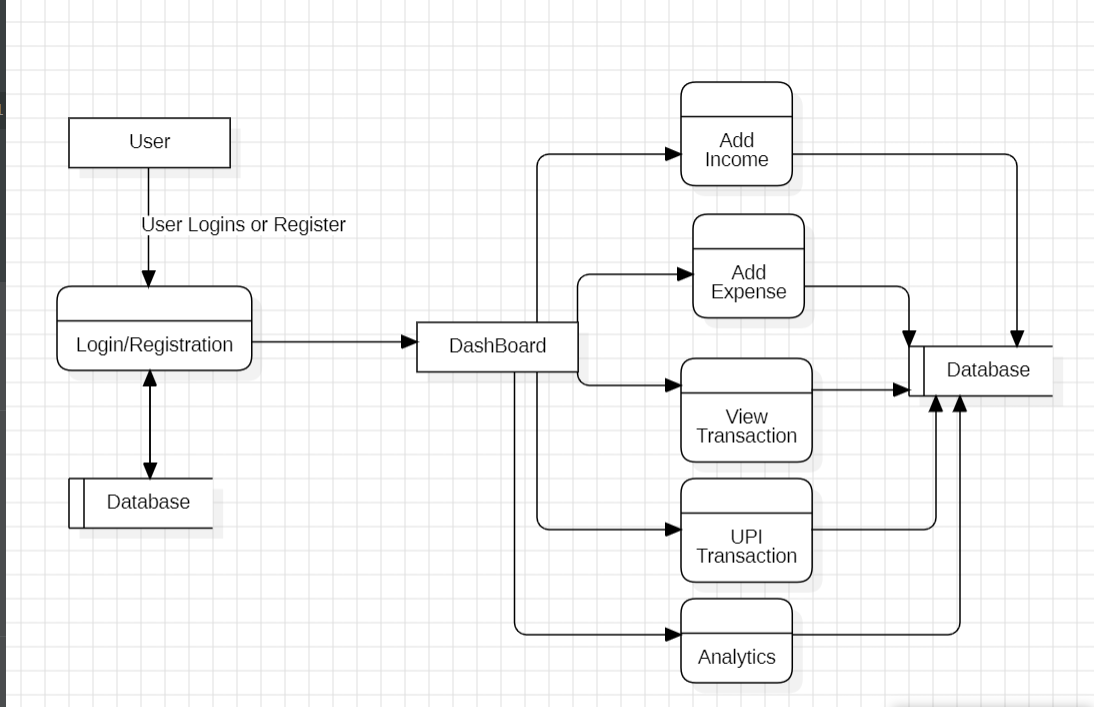 User
User Logins or Register
Login/Registration
Database
DashBoard
Add
Income
Add
Expense
View
Transaction
UPI
Transaction
Analytics
Database